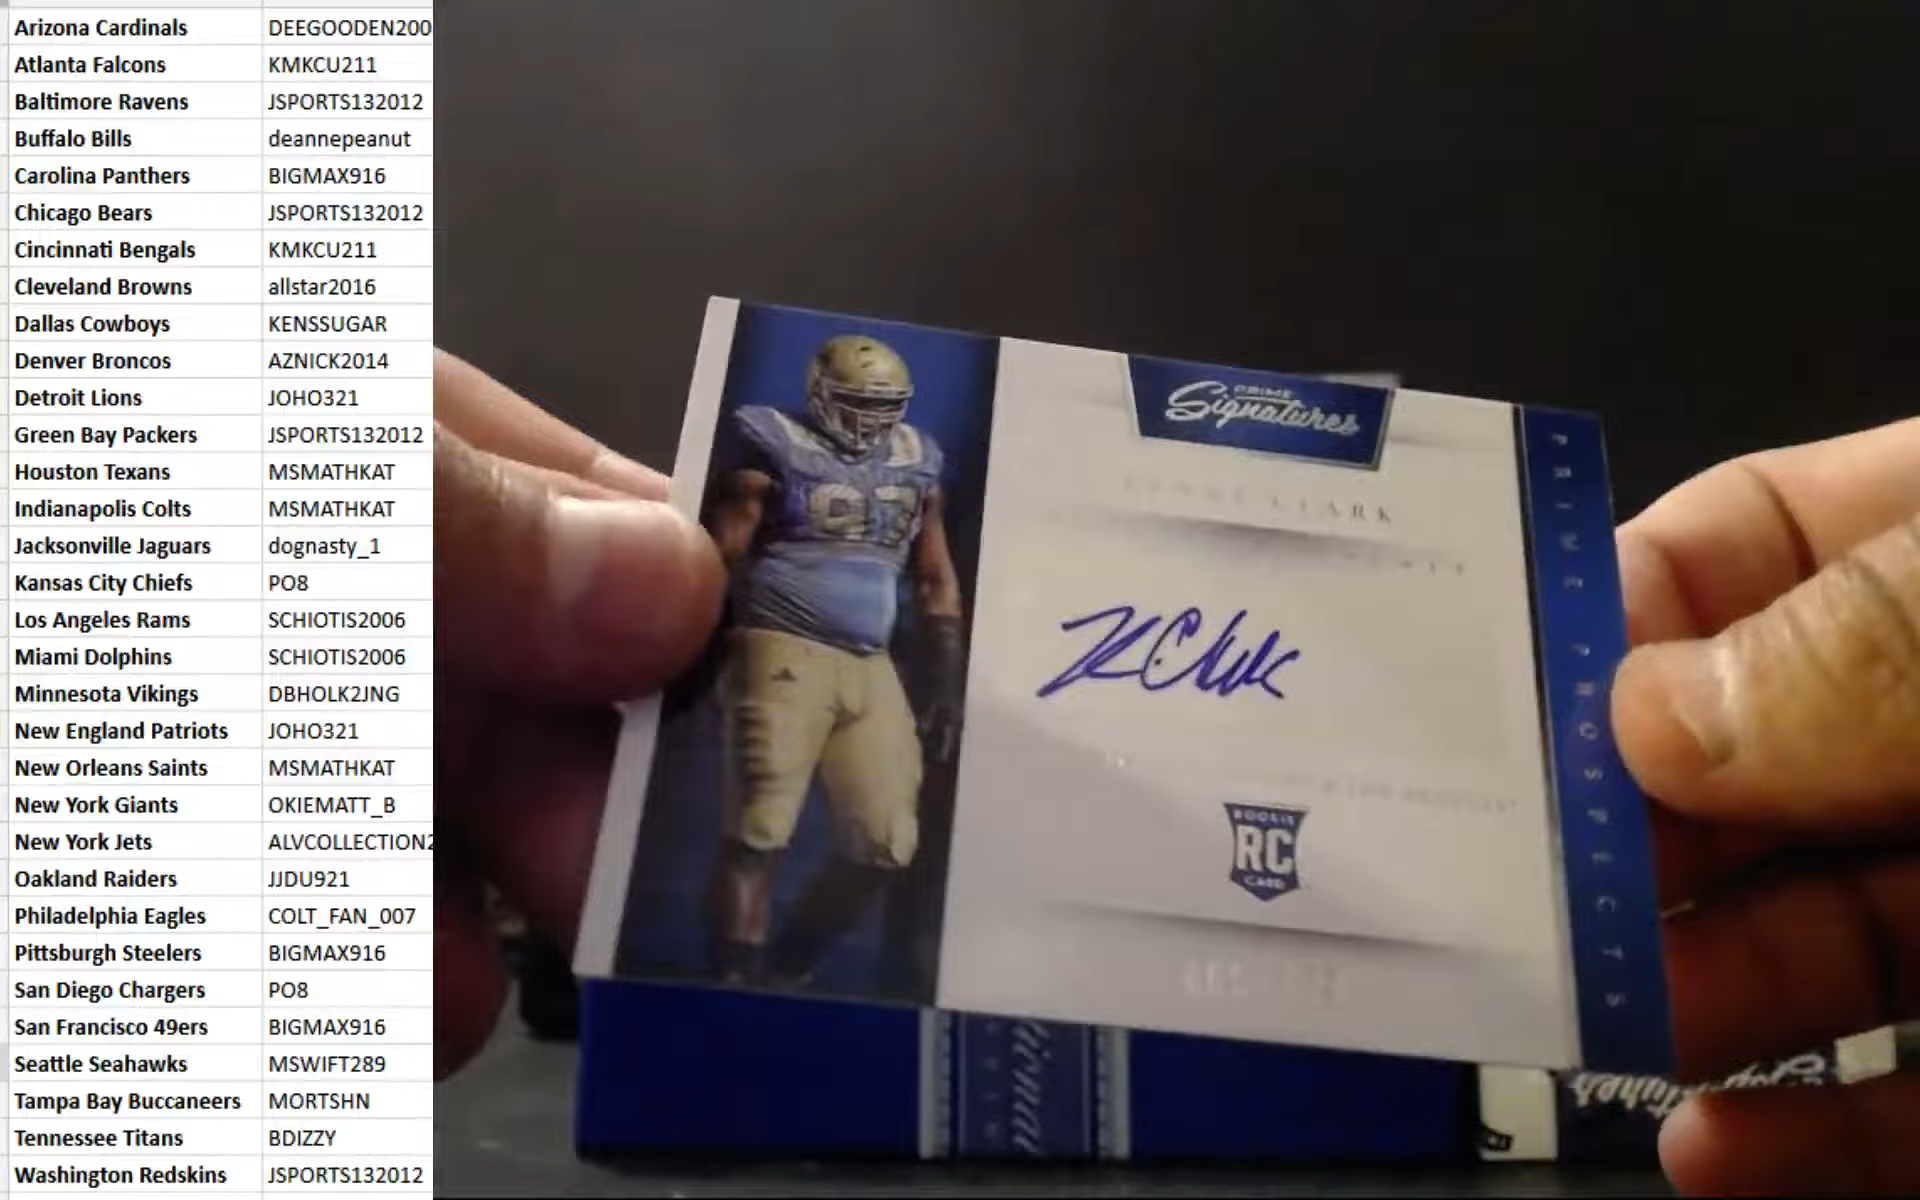 Arizona Cardinals DEEGOODEN200
Atlanta Falcons KMKCU211
Baltimore Ravens JSPORTS132012
Buffalo Bills deannepeanut
Carolina Panthers BIGMAX916
Chicago Bears JSPORTS132012
Cincinnati Bengals KMKCU211
Cleveland Browns allstar2016
Dallas Cowboys KENSSUGAR
Denver Broncos AZNICK2014
Detroit Lions JOHO321
Green Bay Packers JSPORTS132012
Houston Texans MSMATHKAT
Indianapolis Colts MSMATHKAT
Jacksonville Jaguars dognasty_1
Kansas City Chiefs PO8
Los Angeles Rams SCHIOTIS2006
Miami Dolphins SCHIOTIS2006
Minnesota Vikings DBHOLK2JNG
New England Patriots JOHO321
New Orleans Saints MSMATHKAT
New York Giants OKIEMATT_B
New York Jets ALVCOLLECTION2
Oakland Raiders JJDU921
Philadelphia Eagles COLT_FAN_007
Pittsburgh Steelers BIGMAX916
San Diego Chargers PO8
San Francisco 49ers BIGMAX916
Seattle Seahawks MSWIFT289
Tampa Bay Buccaneers MORTSHN
Tennessee Titans BDIZZY
Washington Redskins JSPORTS132012
PRIME
Signatures
CLARK
97
ROOKIE
RC
CARD
PRIME PROSPECTS